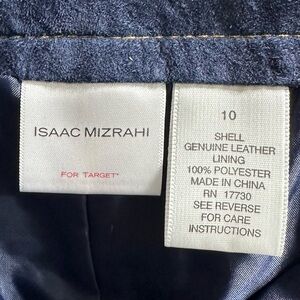 ISAAC MIZRAHI
FOR TARGET™
10
SHELL
GENUINE LEATHER
LINING
100% POLYESTER
MADE IN CHINA
RN 17730
SEE REVERSE
FOR CARE
INSTRUCTIONS